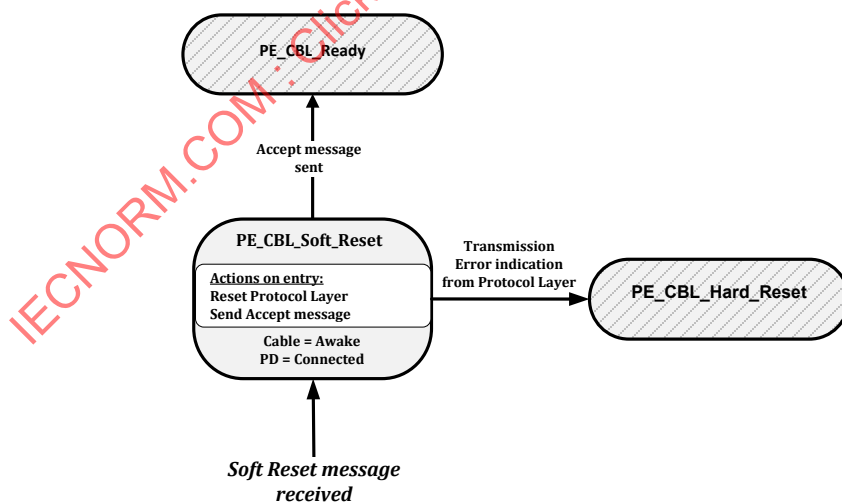 PE_CBL_Ready
Accept message
sent
PE_CBL_Soft_Reset
Actions on entry:
Reset Protocol Layer
Send Accept message
Cable = Awake
PD = Connected
Transmission
Error indication
from Protocol Layer
PE_CBL_Hard_Reset
Soft Reset message
received
IECNORM.COM : Click